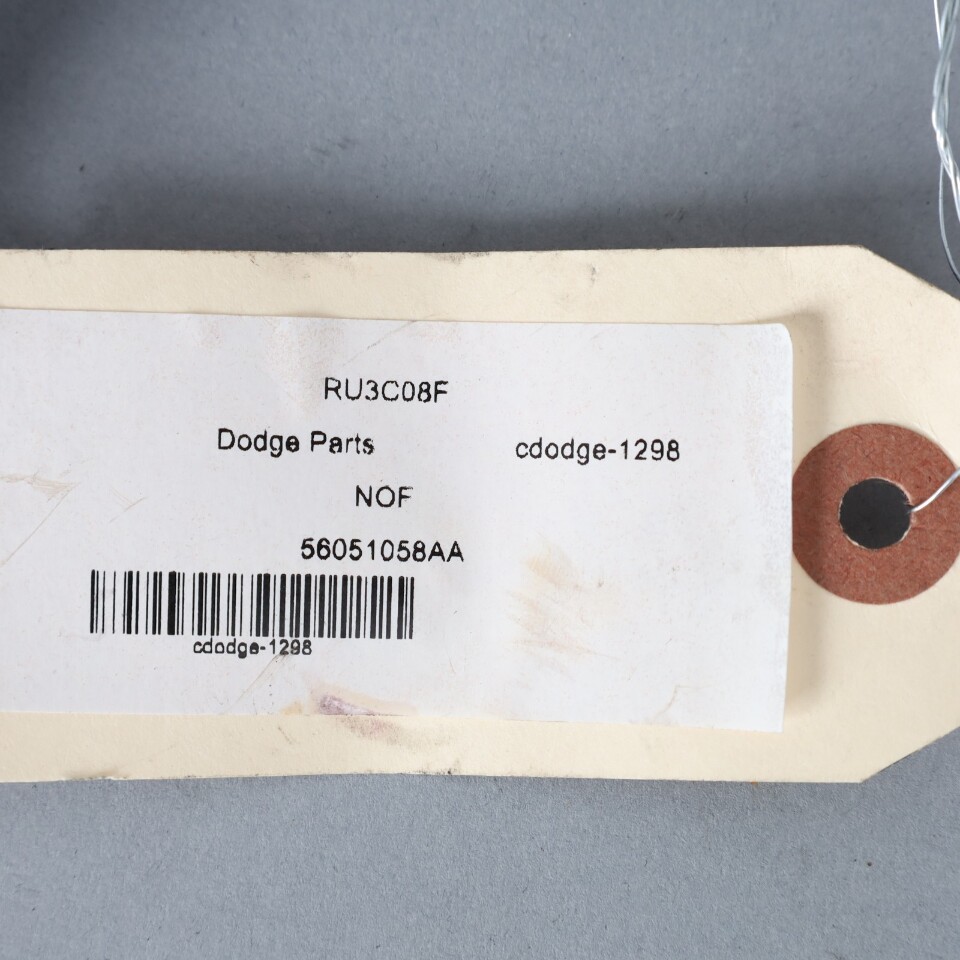 RU3C08F
Dodge Parts cdodge-1298
NOF
56051058AA
cdodge-1298